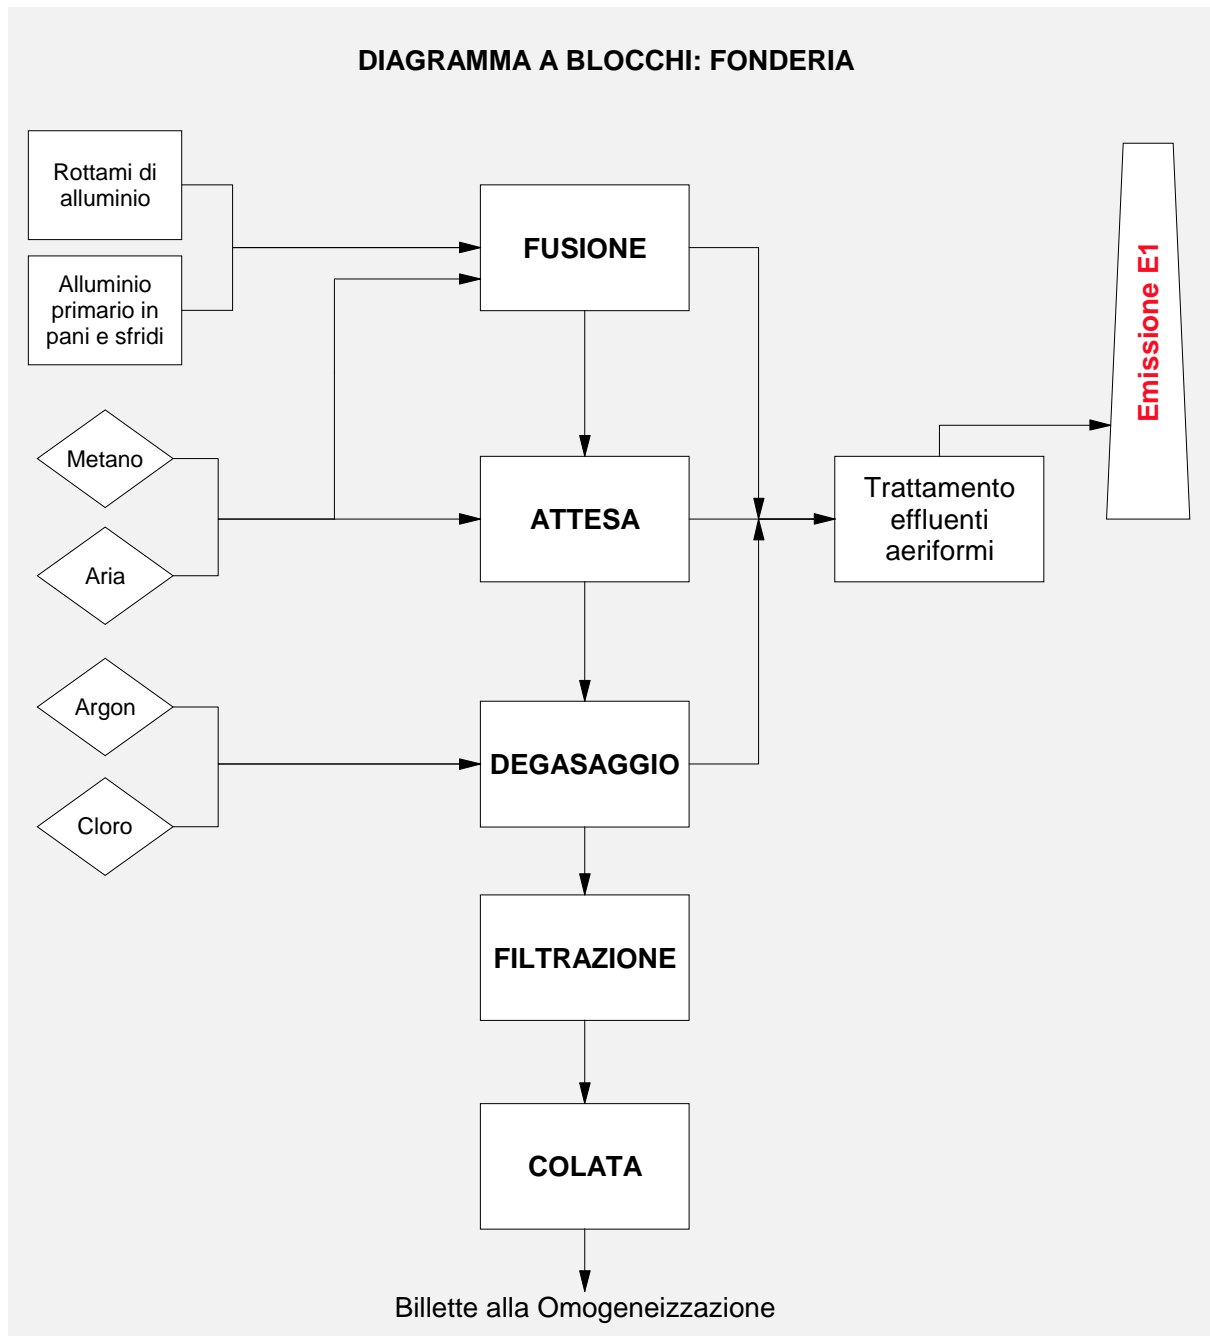 DIAGRAMMA A BLOCCHI: FONDERIA
Rottami di
alluminio
Alluminio
primario in
pani e sfridi
FUSIONE
Emissione E1
Metano
Aria
ATTESA
Trattamento
effluenti
aeriformi
Argon
Cloro
DEGASAGGIO
FILTRAZIONE
COLATA
Billette alla Omogeneizzazione